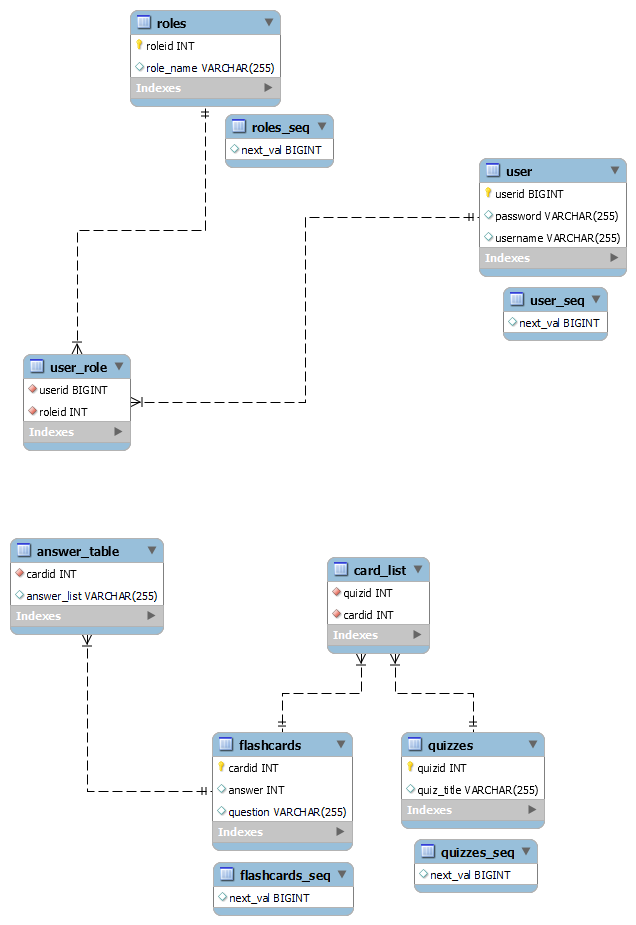 roles
roleid INT
role_name VARCHAR(255)
Indexes
roles_seq
next_val BIGINT
user
userid BIGINT
password VARCHAR(255)
username VARCHAR(255)
Indexes
user_seq
next_val BIGINT
user_role
userid BIGINT
roleid INT
Indexes
answer_table
cardid INT
answer_list VARCHAR(255)
Indexes
card_list
quizid INT
cardid INT
Indexes
flashcards
cardid INT
answer INT
question VARCHAR(255)
Indexes
quizzes
quizid INT
quiz_title VARCHAR(255)
Indexes
flashcards_seq
next_val BIGINT
quizzes_seq
next_val BIGINT